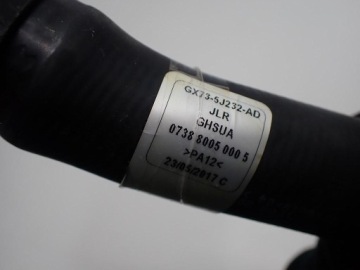 GX73-5J232-AD
JLR
GHSUA
0738 8005 000 5
>PA12<
23/05/2017 C